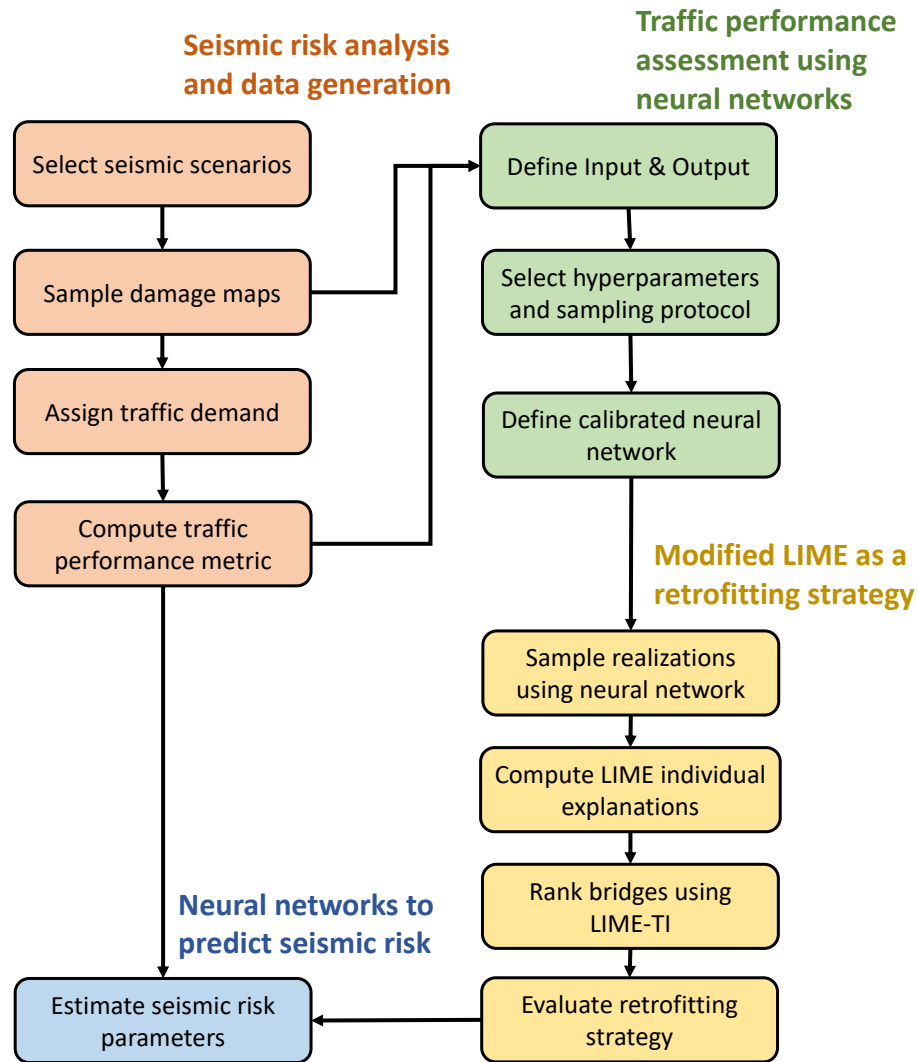 Seismic risk analysis
and data generation
Select seismic scenarios
Sample damage maps
Assign traffic demand
Compute traffic
performance metric
Traffic performance
assessment using
neural networks
Define Input & Output
Select hyperparameters
and sampling protocol
Define calibrated neural
network
Modified LIME as a
retrofitting strategy
Sample realizations
using neural network
Compute LIME individual
explanations
Rank bridges using
LIME-TI
Evaluate retrofitting
strategy
Neural networks to
predict seismic risk
Estimate seismic risk
parameters